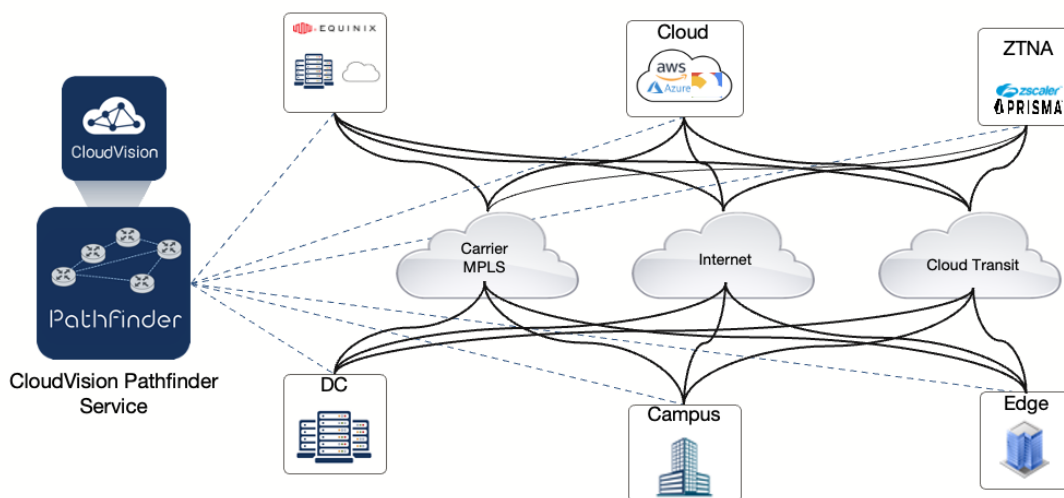 EQUINIX
Cloud
aws
Azure
ZTNA
zscaler
PRISMA
CloudVision
Pathfinder
CloudVision Pathfinder
Service
Carrier
MPLS
Internet
Cloud Transit
DC
Campus
Edge